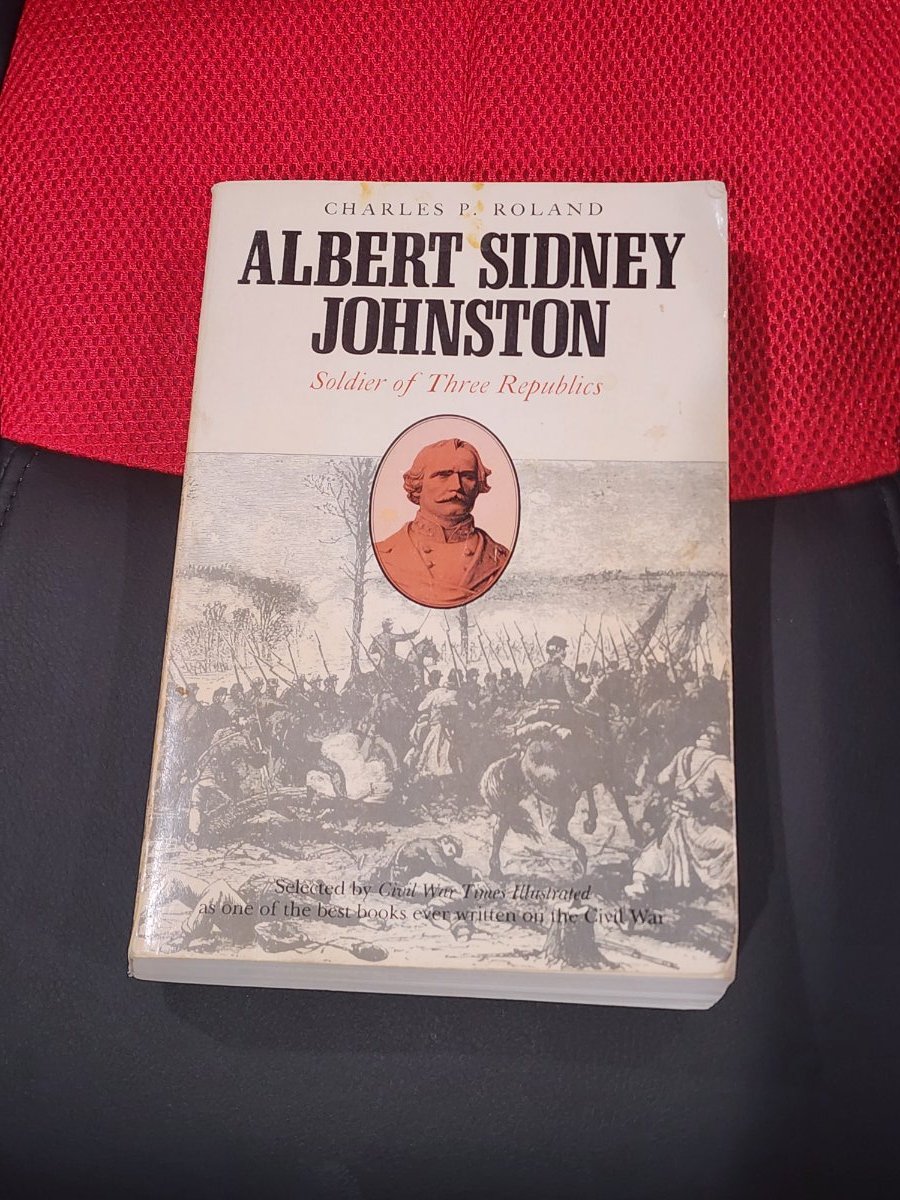 CHARLES P. ROLAND
ALBERT SIDNEY
JOHNSTON
Soldier of Three Republics
Selected by Civil War Times Illustrated
as one of the best books ever written on the Civil War